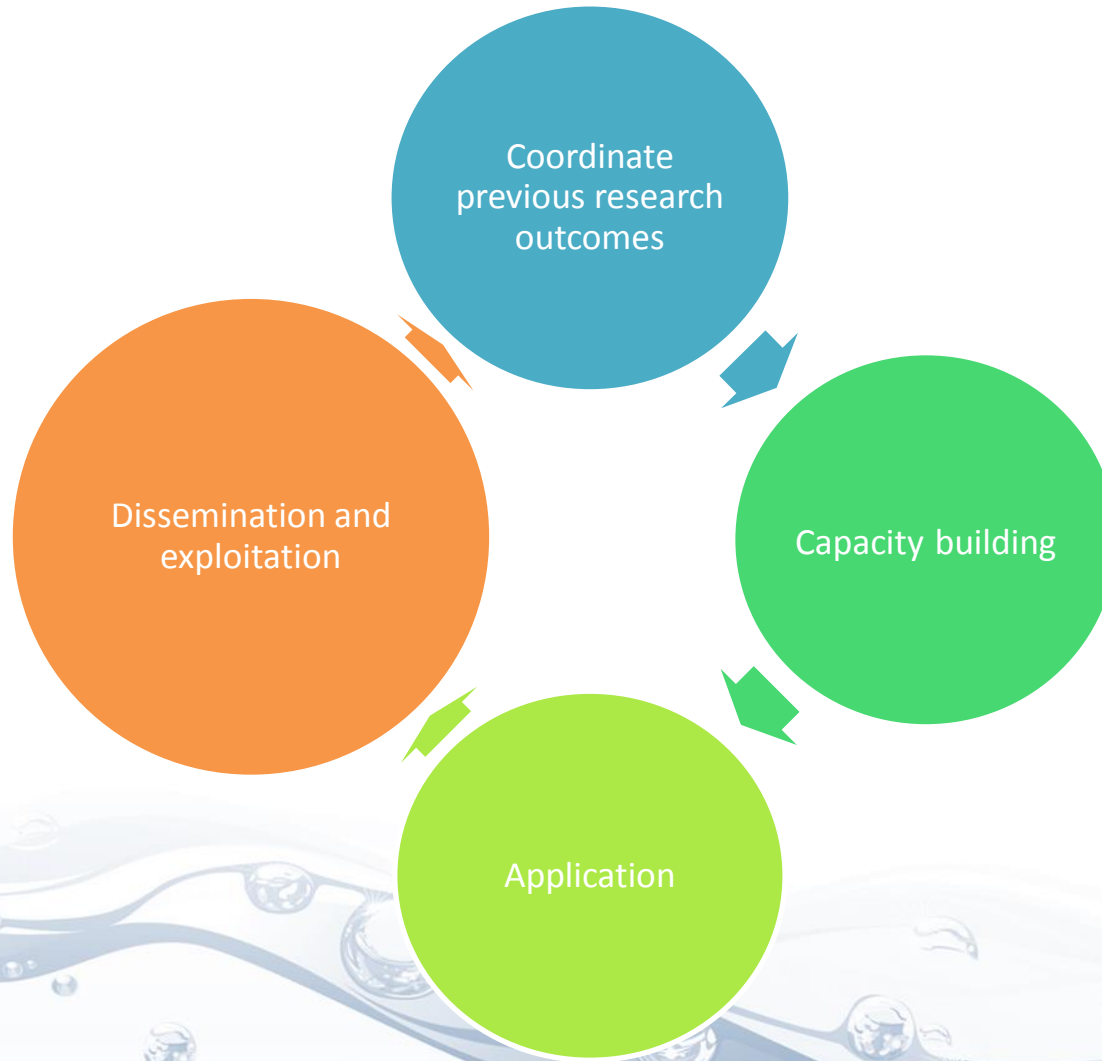 Coordinate
previous research
outcomes
Dissemination and
exploitation
Capacity building
Application